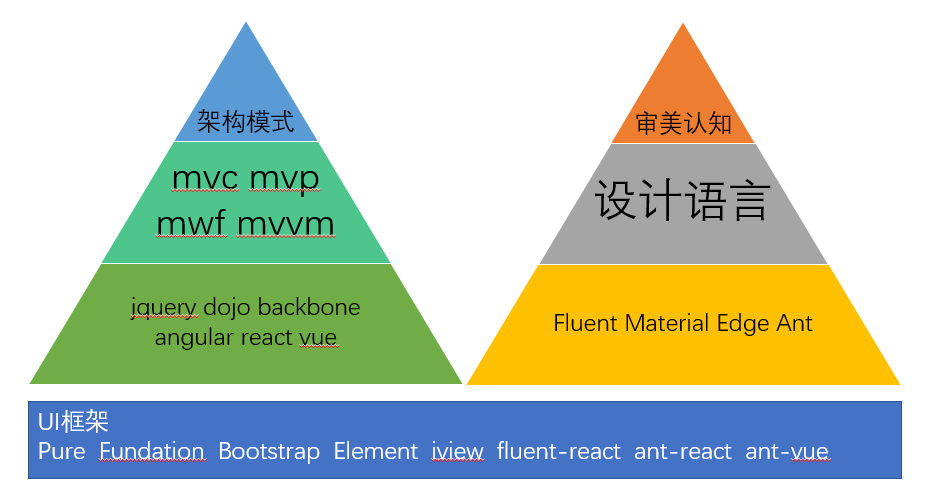 架构模式
mvc mvp
mwf mvvm
jquery dojo backbone
angular react vue
审美认知
设计语言
Fluent Material Edge Ant
UI框架
Pure Fundation Bootstrap Element iview fluent-react ant-react ant-vue